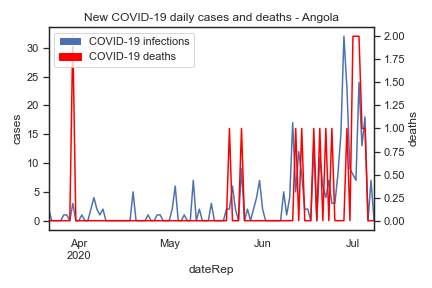 New COVID-19 daily cases and deaths - Angola
COVID-19 infections
COVID-19 deaths
cases
30
25
20
15
10
5
0
2.00
1.75
1.50
1.25
1.00
0.75
0.50
0.25
0.00
deaths
Apr May Jun Jul
2020
dateRep